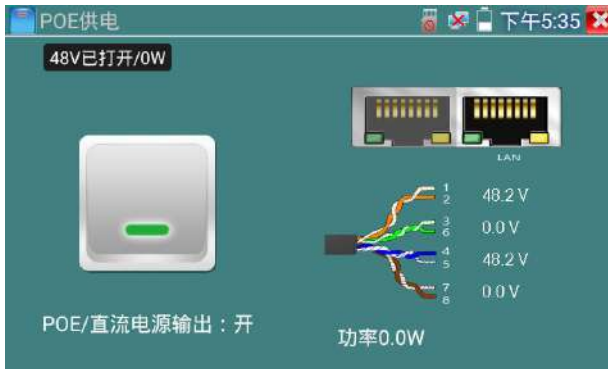 POE供电
下午5:35
48V已打开/0W
LAN
1
2
48.2 V
3
6
0.0 V
4
5
48.2 V
7
8
0.0 V
POE/直流电源输出：开
功率0.0W